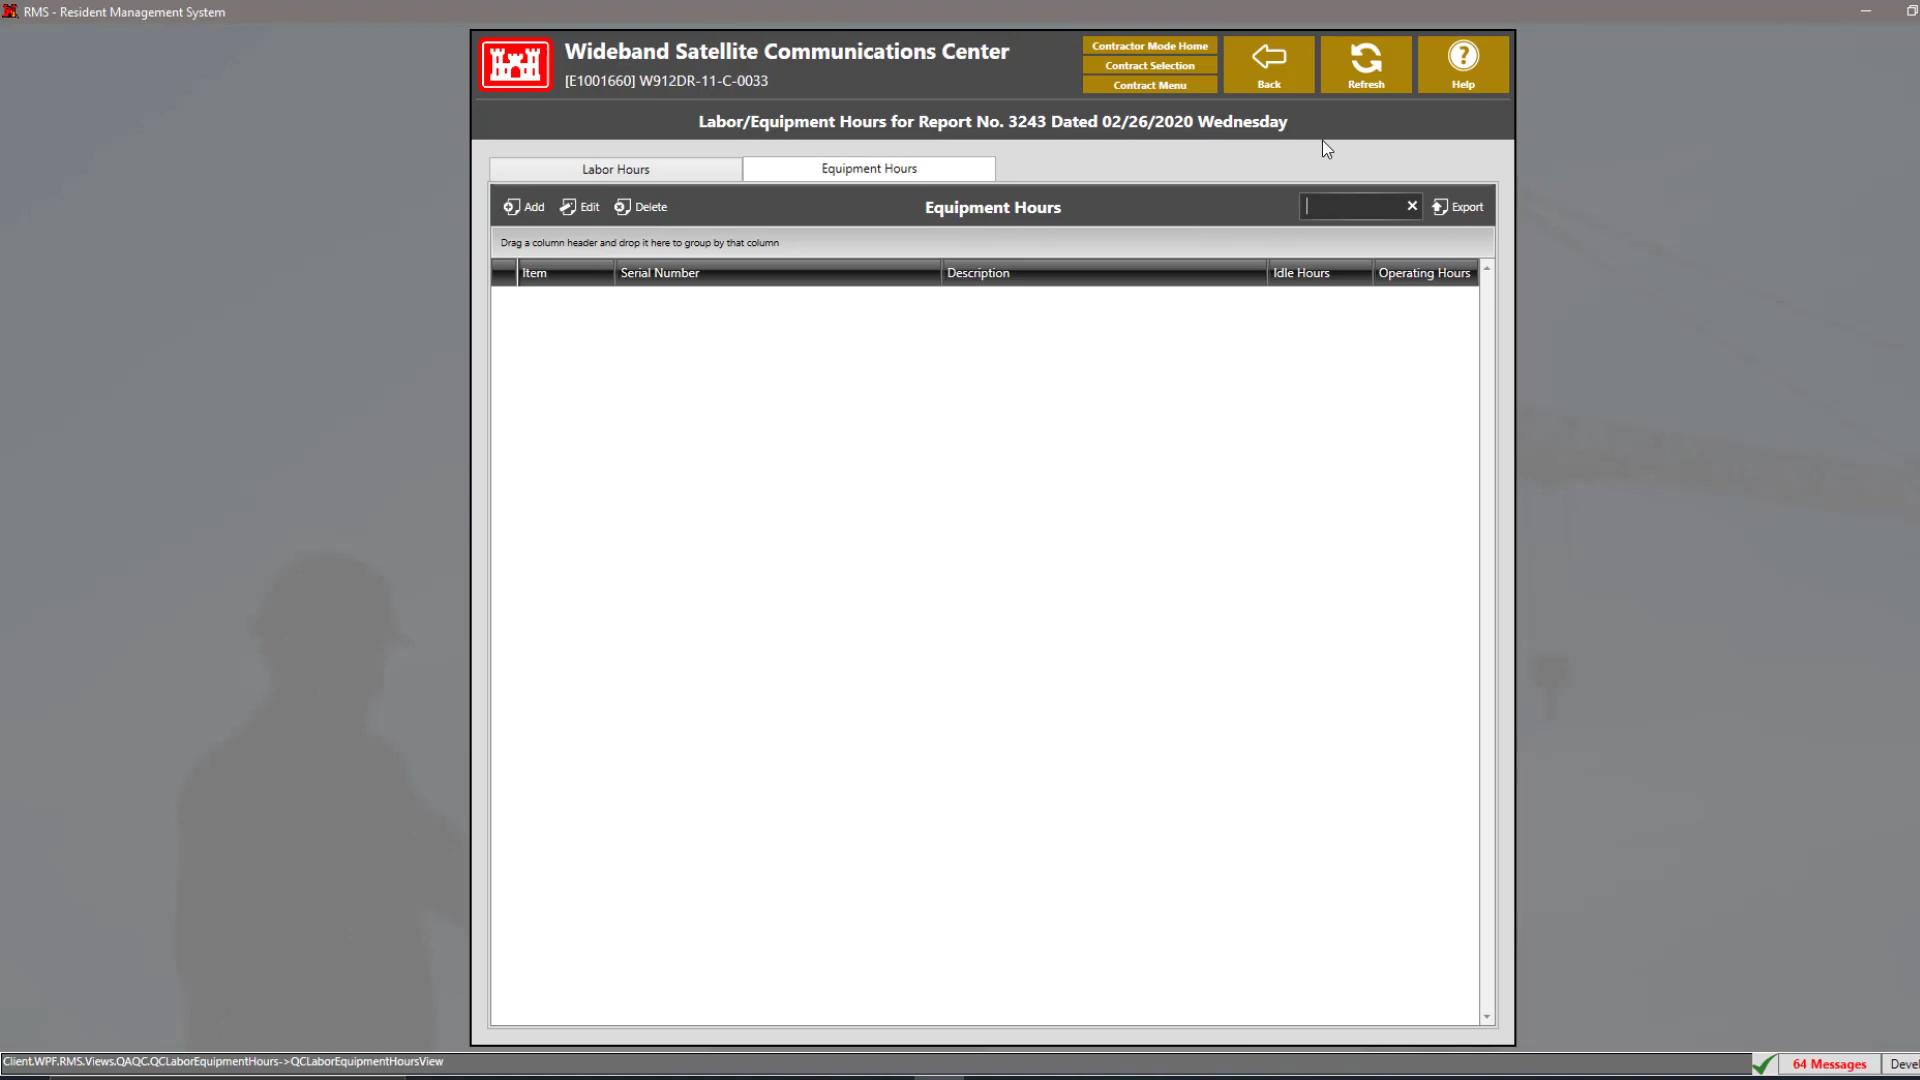 RMS - Resident Management System
Wideband Satellite Communications Center
[E1001660] W912DR-11-C-0033
Contractor Mode Home
Contract Selection
Contract Menu
Back
Refresh
Help
Labor/Equipment Hours for Report No. 3243 Dated 02/26/2020 Wednesday
Labor Hours
Equipment Hours
Add
Edit
Delete
Equipment Hours
Export
Drag a column header and drop it here to group by that column
Item
Serial Number
Description
Idle Hours
Operating Hours
Client.WPF.RMS.Views.QAQC.QCLaborEquipmentHours->QCLaborEquipmentHoursView
64 Messages
Devel